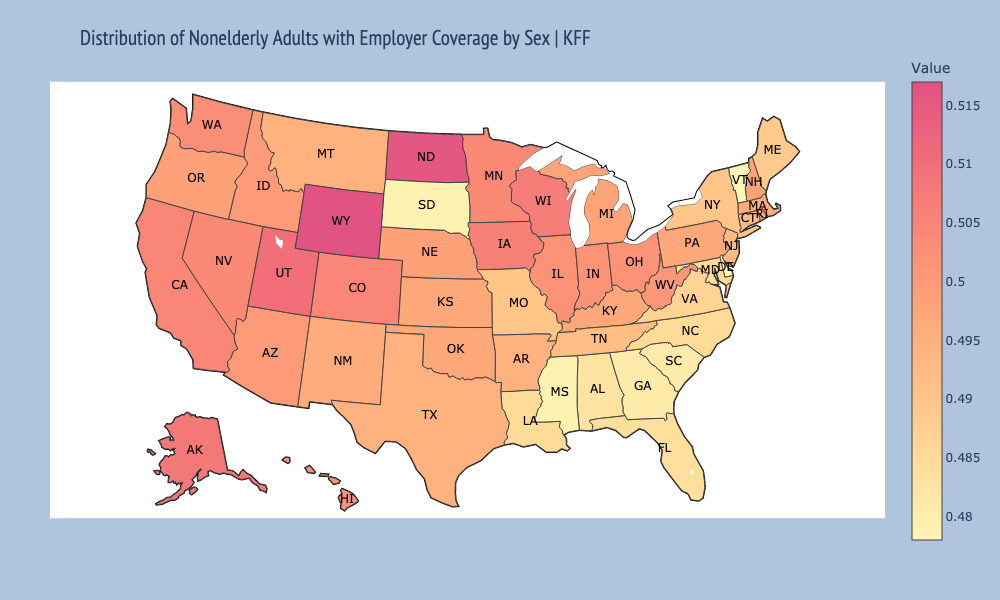 Distribution of Nonelderly Adults with Employer Coverage by Sex | KFF
Value
0.515
0.51
0.505
0.5
0.495
0.49
0.485
0.48
WA
MT
ND
MN
ME
OR
ID
WY
SD
WI
MI
NY
VT
NH
MA
CT
RI
NV
UT
CO
NE
IA
IL
IN
OH
PA
NJ
MD
DE
CA
KS
MO
KY
WV
VA
AZ
NM
OK
AR
TN
NC
SC
TX
LA
MS
AL
GA
FL
AK
HI